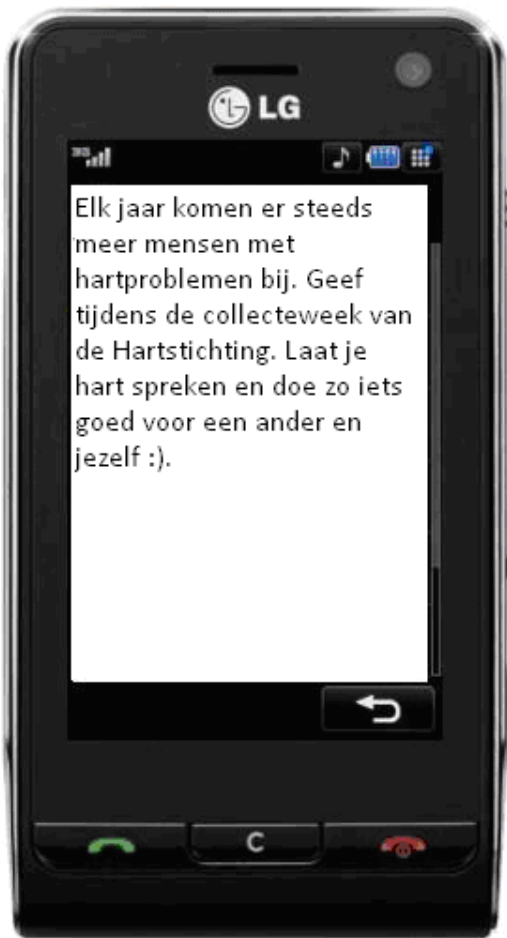 LG
3G
Elk jaar komen er steeds
meer mensen met
hartproblemen bij. Geef
tijdens de collecteweek van
de Hartstichting. Laat je
hart spreken en doe zo iets
goed voor een ander en
jezelf :).
C